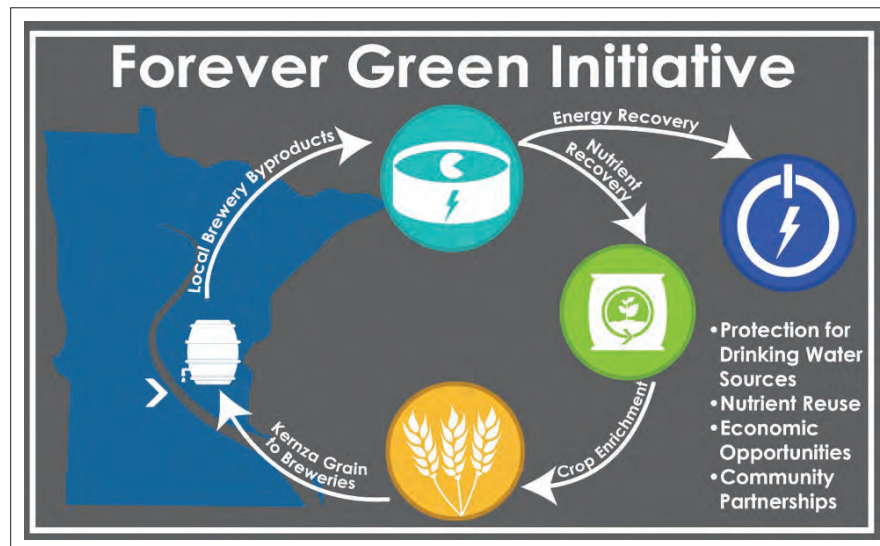 Forever Green Initiative
Local Brewery Byproducts
Energy Recovery
Nutrient
Recovery
•Protection for
Drinking Water
Sources
•Nutrient Reuse
•Economic
Opportunities
•Community
Partnerships
Crop Enrichment
Kernza Grain
to Breweries